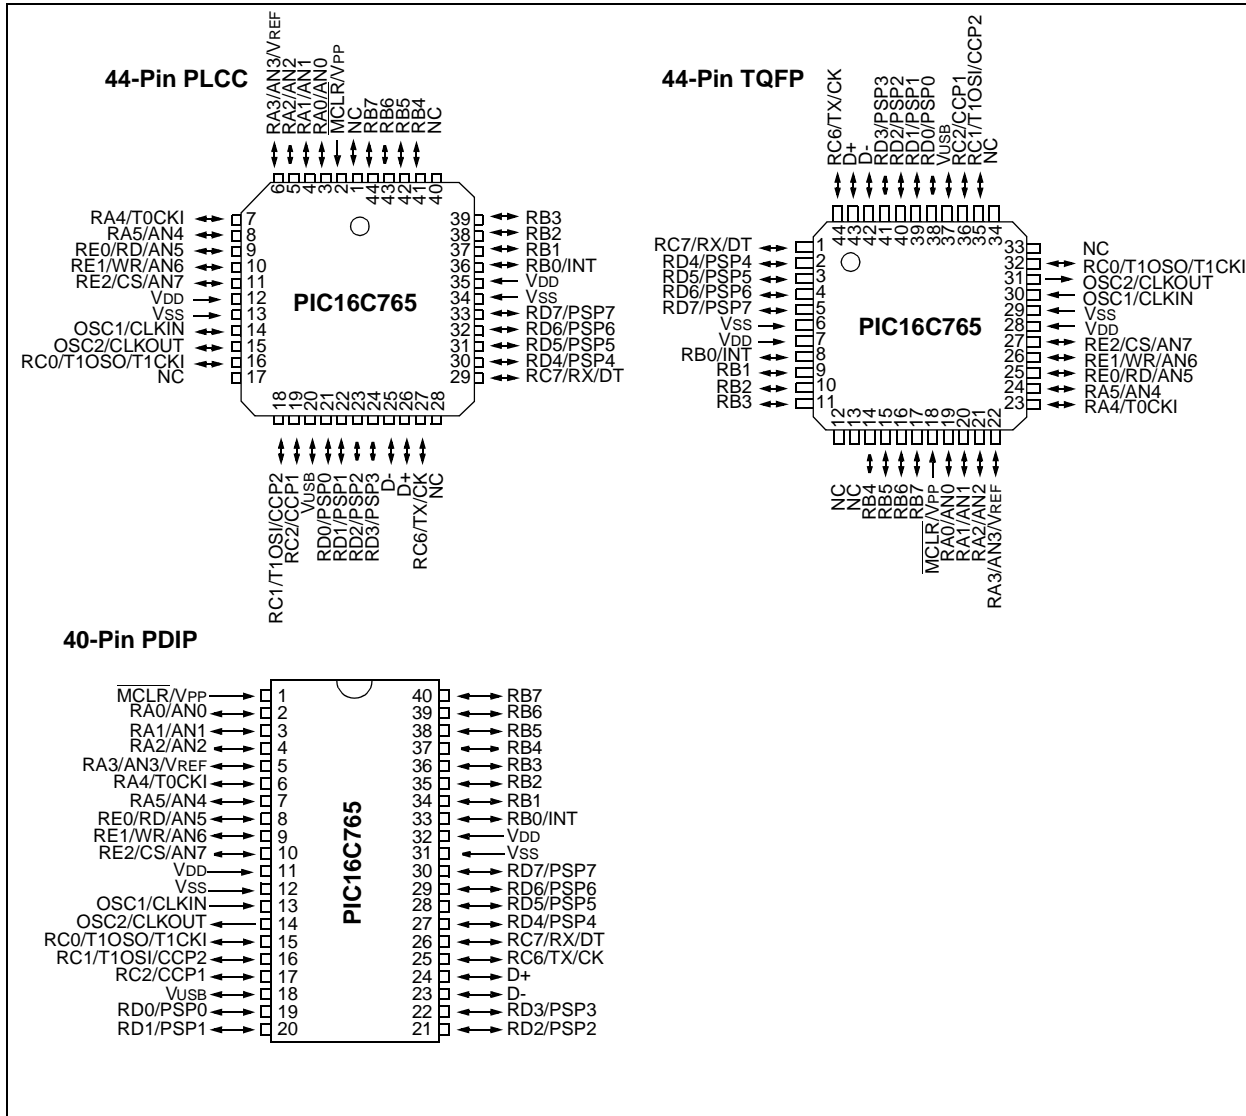 44-Pin PLCC
RA3/AN3/VREF
RA2/AN2
RA1/AN1
RA0/AN0
MCLR/VPP
NC
RB7
RB6
RB5
RB4
NC
6
5
4
3
2
1
44
43
42
41
40
RA4/T0CKI 7
RA5/AN4 8
RE0/RD/AN5 9
RE1/WR/AN6 10
RE2/CS/AN7 11
VDD 12
VSS 13
OSC1/CLKIN 14
OSC2/CLKOUT 15
RC0/T1OSO/T1CKI 16
NC 17
PIC16C765
39 RB3
38 RB2
37 RB1
36 RB0/INT
35 VDD
34 VSS
33 RD7/PSP7
32 RD6/PSP6
31 RD5/PSP5
30 RD4/PSP4
29 RC7/RX/DT
18
19
20
21
22
23
24
25
26
27
28
RC1/T1OSI/CCP2
RC2/CCP1
VUSB
RD0/PSP0
RD1/PSP1
RD2/PSP2
RD3/PSP3
D-
D+
RC6/TX/CK
NC
44-Pin TQFP
RC6/TX/CK
D+
D-
RD3/PSP3
RD2/PSP2
RD1/PSP1
RD0/PSP0
VUSB
RC2/CCP1
RC1/T1OSI/CCP2
NC
44
43
42
41
40
39
38
37
36
35
34
RC7/RX/DT 1
RD4/PSP4 2
RD5/PSP5 3
RD6/PSP6 4
RD7/PSP7 5
VSS 6
VDD 7
RB0/INT 8
RB1 9
RB2 10
RB3 11
PIC16C765
33 NC
32 RC0/T1OSO/T1CKI
31 OSC2/CLKOUT
30 OSC1/CLKIN
29 VSS
28 VDD
27 RE2/CS/AN7
26 RE1/WR/AN6
25 RE0/RD/AN5
24 RA5/AN4
23 RA4/T0CKI
12
13
14
15
16
17
18
19
20
21
22
NC
NC
RB4
RB5
RB6
RB7
MCLR/VPP
RA0/AN0
RA1/AN1
RA2/AN2
RA3/AN3/VREF
40-Pin PDIP
MCLR/VPP 1
RA0/AN0 2
RA1/AN1 3
RA2/AN2 4
RA3/AN3/VREF 5
RA4/T0CKI 6
RA5/AN4 7
RE0/RD/AN5 8
RE1/WR/AN6 9
RE2/CS/AN7 10
VDD 11
VSS 12
OSC1/CLKIN 13
OSC2/CLKOUT 14
RC0/T1OSO/T1CKI 15
RC1/T1OSI/CCP2 16
RC2/CCP1 17
VUSB 18
RD0/PSP0 19
RD1/PSP1 20
PIC16C765
40 RB7
39 RB6
38 RB5
37 RB4
36 RB3
35 RB2
34 RB1
33 RB0/INT
32 VDD
31 VSS
30 RD7/PSP7
29 RD6/PSP6
28 RD5/PSP5
27 RD4/PSP4
26 RC7/RX/DT
25 RC6/TX/CK
24 D+
23 D-
22 RD3/PSP3
21 RD2/PSP2